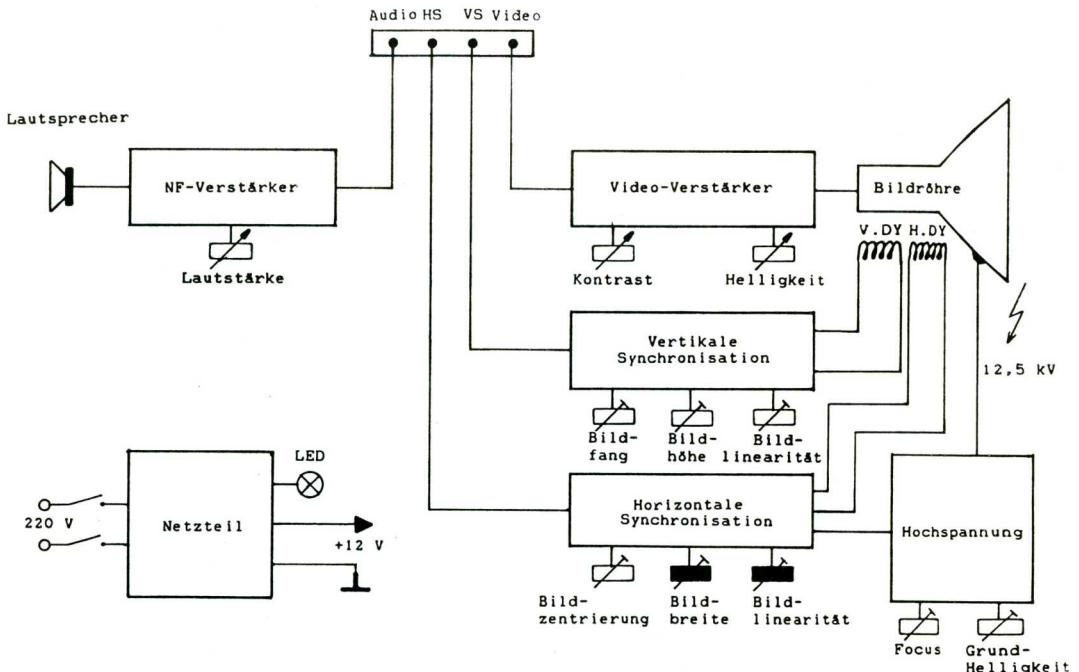 Audio HS VS Video
Lautsprecher
NF-Verstärker
Lautstärke
Video-Verstärker
Kontrast
Helligkeit
Bildröhre
V.DY H.DY
12,5 kV
Vertikale
Synchronisation
Bild-
fang
Bild-
höhe
Bild-
linearität
LED
220 V
Netzteil
+12 V
Horizontale
Synchronisation
Bild-
zentrierung
Bild-
breite
Bild-
linearität
Hochspannung
Focus
Grund-
Helligkeit